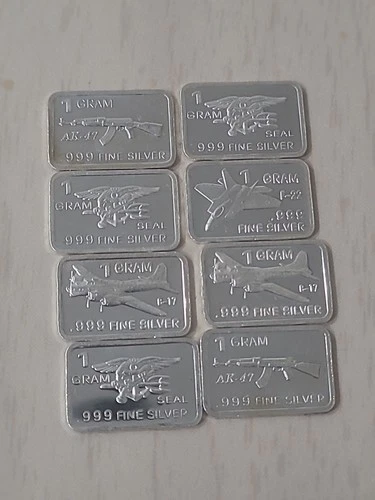 1
GRAM
AK-47
999 FINE SILVER
1
GRAM
SEAL
.999 FINE SILVER
1
GRAM
SEAL
999 FINE SILVER
1
GRAM
F-22
.999
FINE SILVER
1 GRAM
B-17
.999 FINE SILVER
1 GRAM
B-17
.999 FINE SILVER
1
GRAM
SEAL
999 FINE SILVER
1
GRAM
AK-47
.999 FINE SILVER